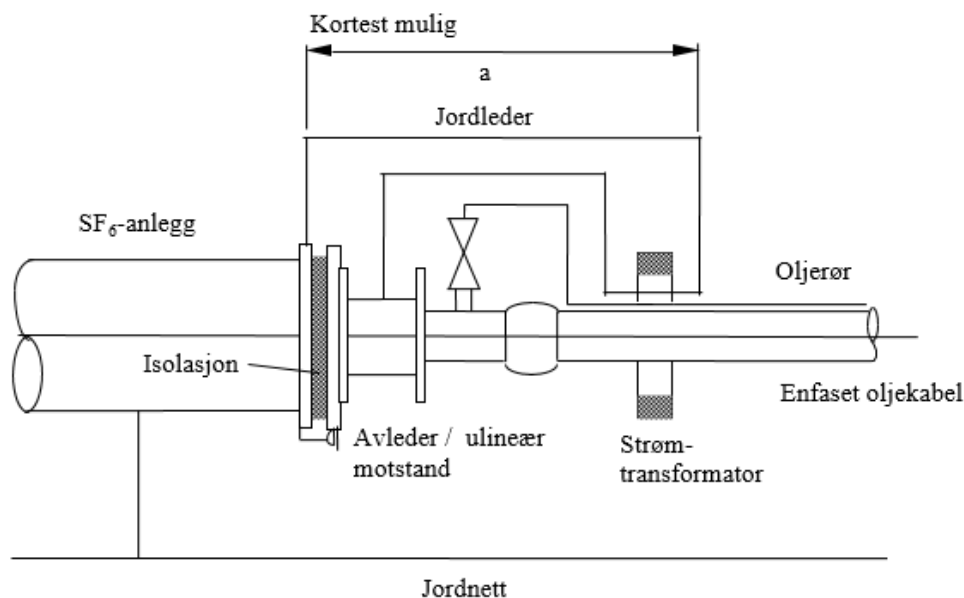 Kortest mulig
a
Jordleder
SF₆-anlegg
Oljerør
Isolasjon
Enfaset oljekabel
Avleder / ulineær
motstand
Strøm-
transformator
Jordnett